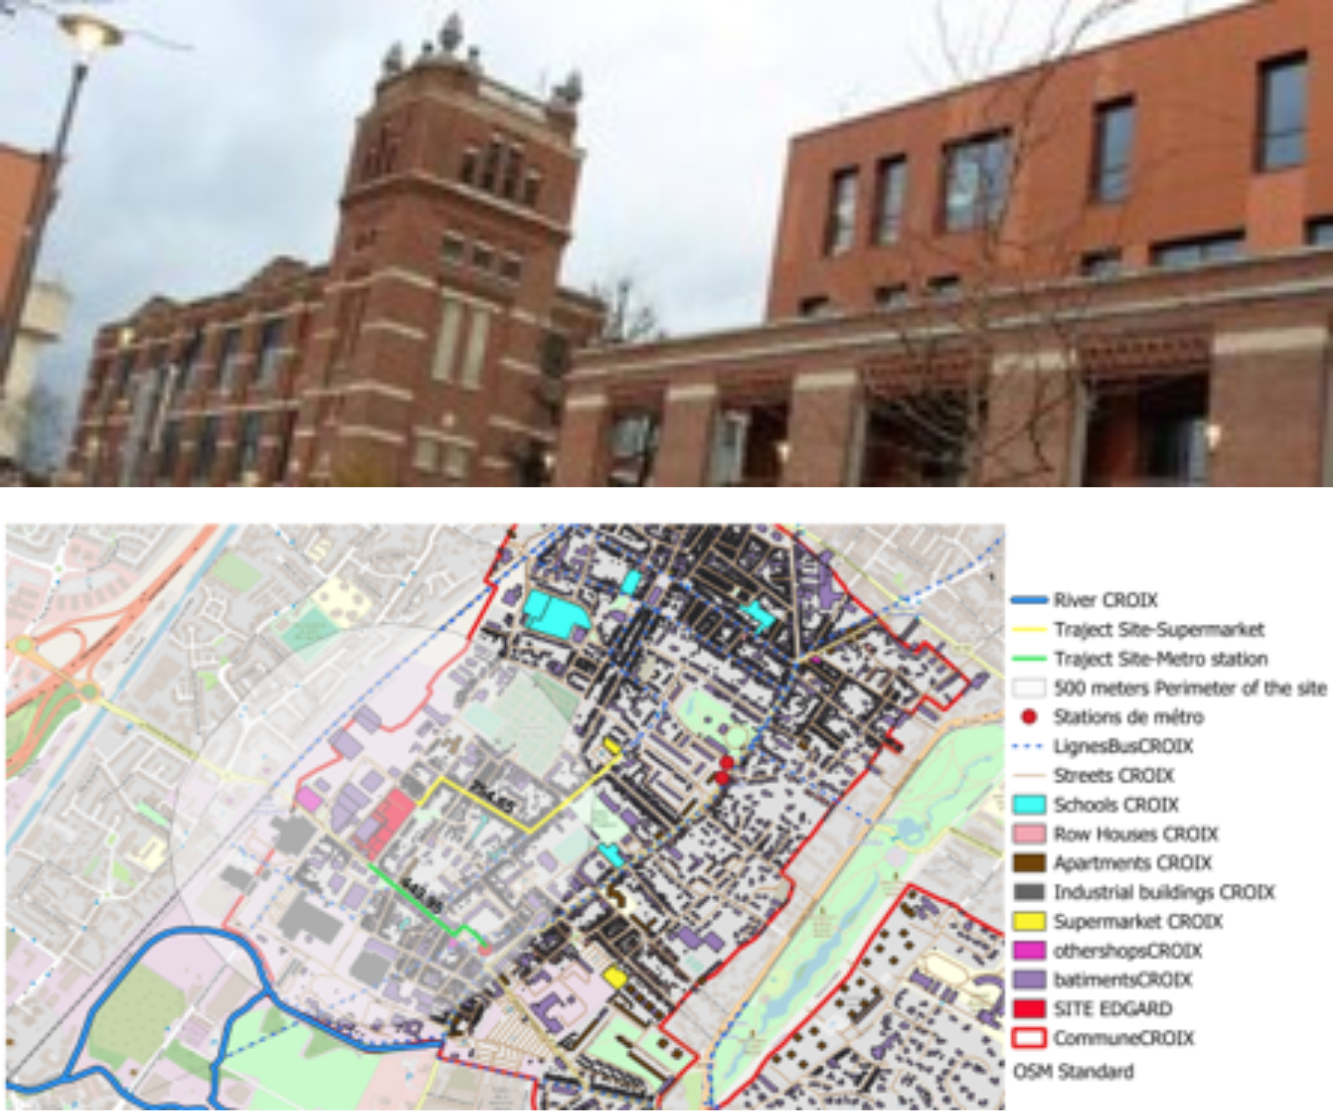 River CROIX
Traject Site-Supermarket
Traject Site-Metro station
500 meters Perimeter of the site
Stations de métro
LignesBusCROIX
Streets CROIX
Schools CROIX
Row Houses CROIX
Apartments CROIX
Industrial buildings CROIX
Supermarket CROIX
othershopsCROIX
batimentsCROIX
SITE EDGARD
CommuneCROIX
OSM Standard